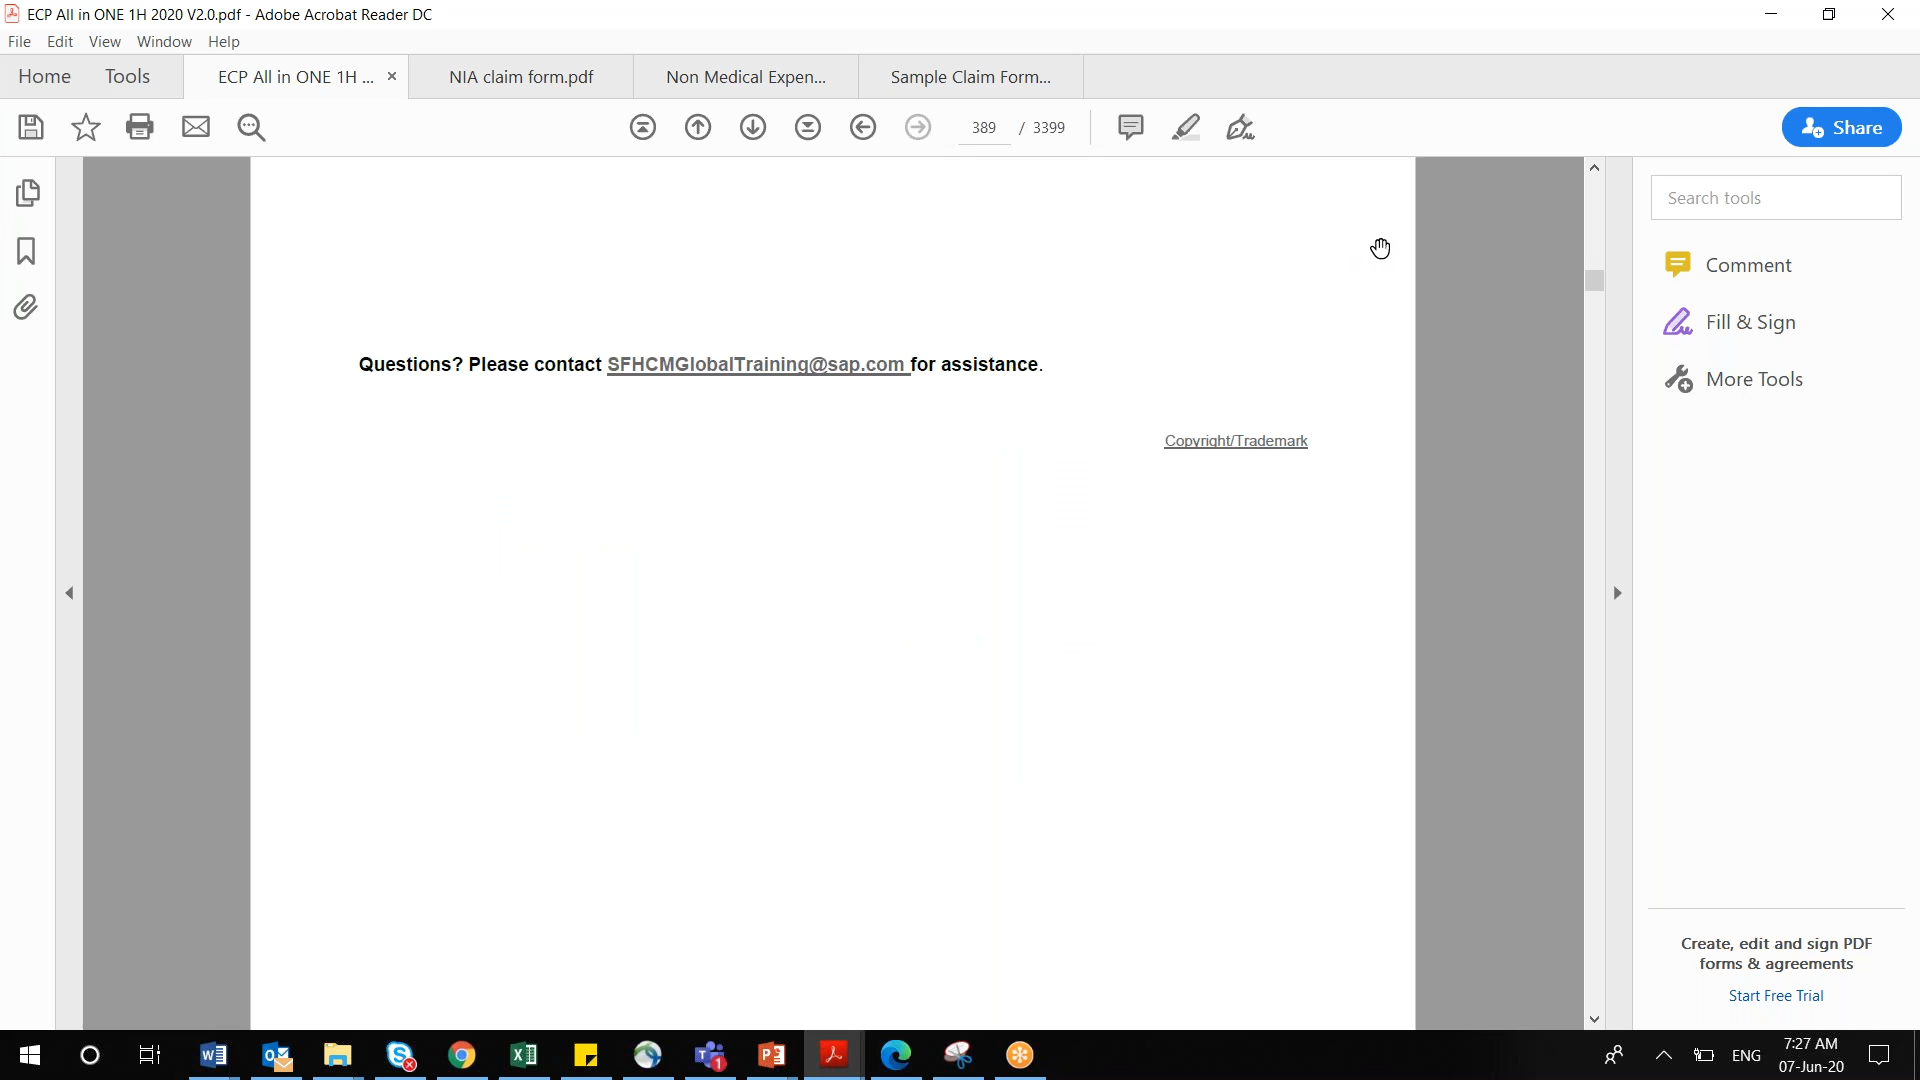 ECP All in ONE 1H 2020 V2.0.pdf - Adobe Acrobat Reader DC
File Edit View Window Help
Home Tools ECP All in ONE 1H ... × NIA claim form.pdf Non Medical Expen... Sample Claim Form...
389 / 3399 Share
Search tools
Comment
Fill & Sign
More Tools
Questions? Please contact SFHCMGlobalTraining@sap.com for assistance.
Copyright/Trademark
Create, edit and sign PDF
forms & agreements
Start Free Trial
ENG
7:27 AM
07-Jun-20
1